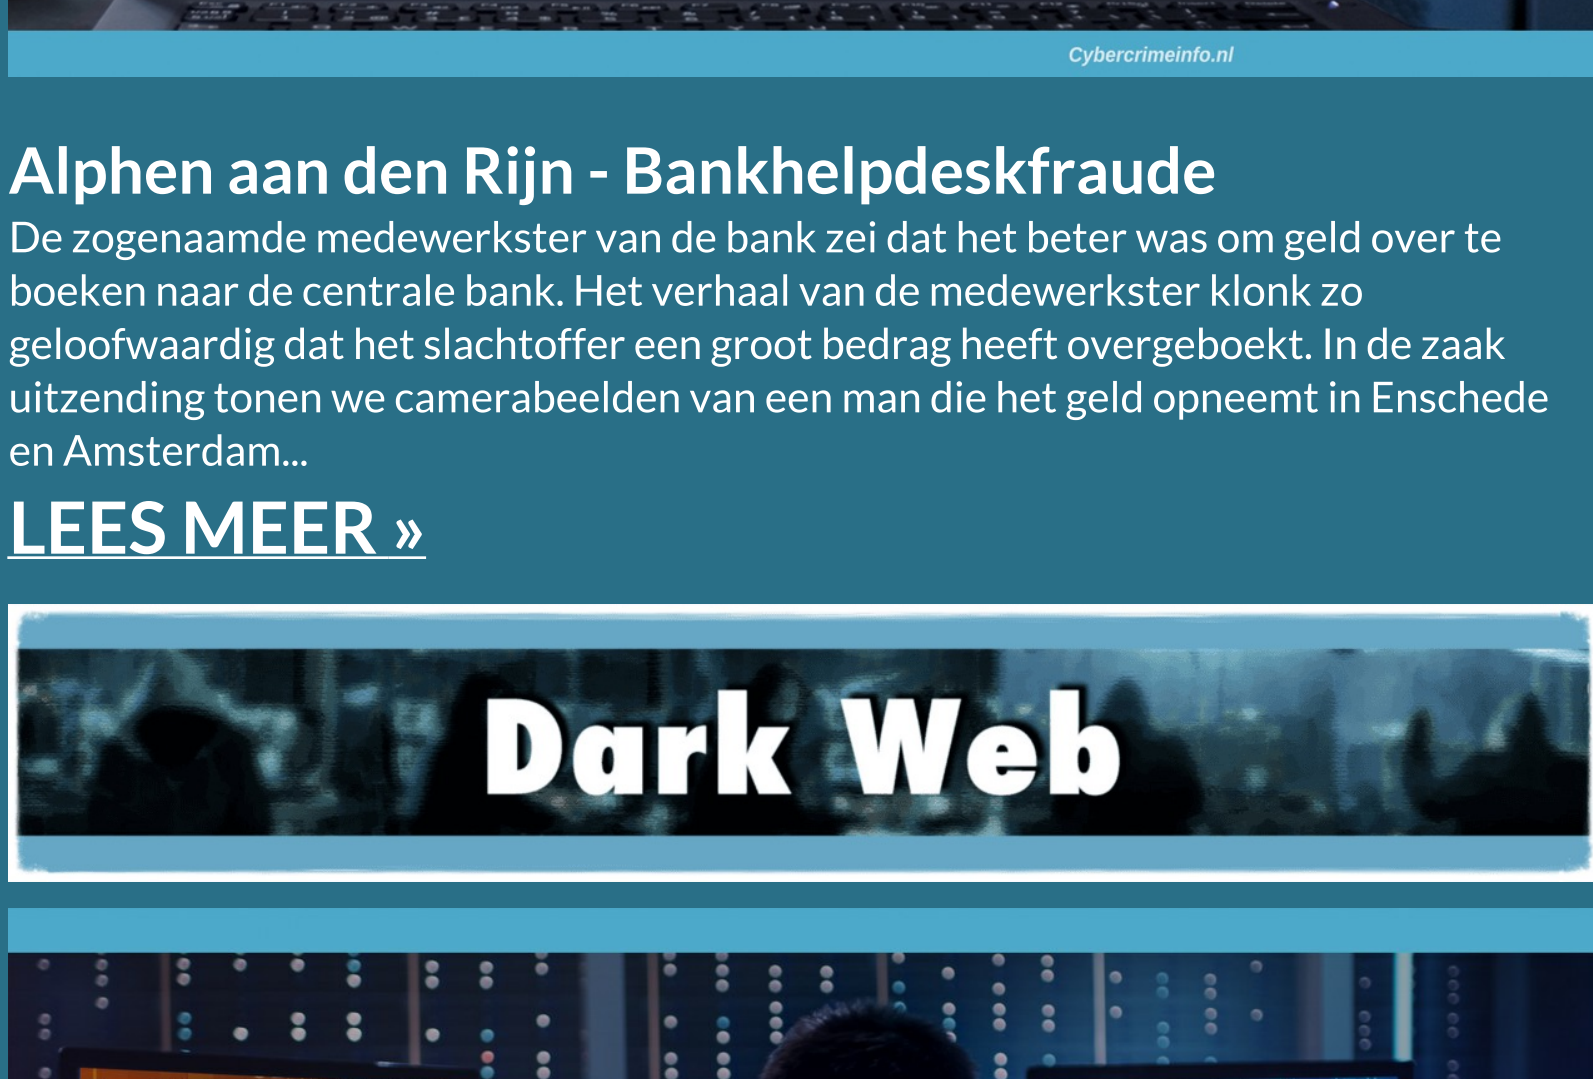 Cybercrimeinfo.nl
Alphen aan den Rijn - Bankhelpdeskfraude
De zogenaamde medewerkster van de bank zei dat het beter was om geld over te
boeken naar de centrale bank. Het verhaal van de medewerkster klonk zo
geloofwaardig dat het slachtoffer een groot bedrag heeft overgeboekt. In de zaak
uitzending tonen we camerabeelden van een man die het geld opneemt in Enschede
en Amsterdam...
LEES MEER »
Dark Web